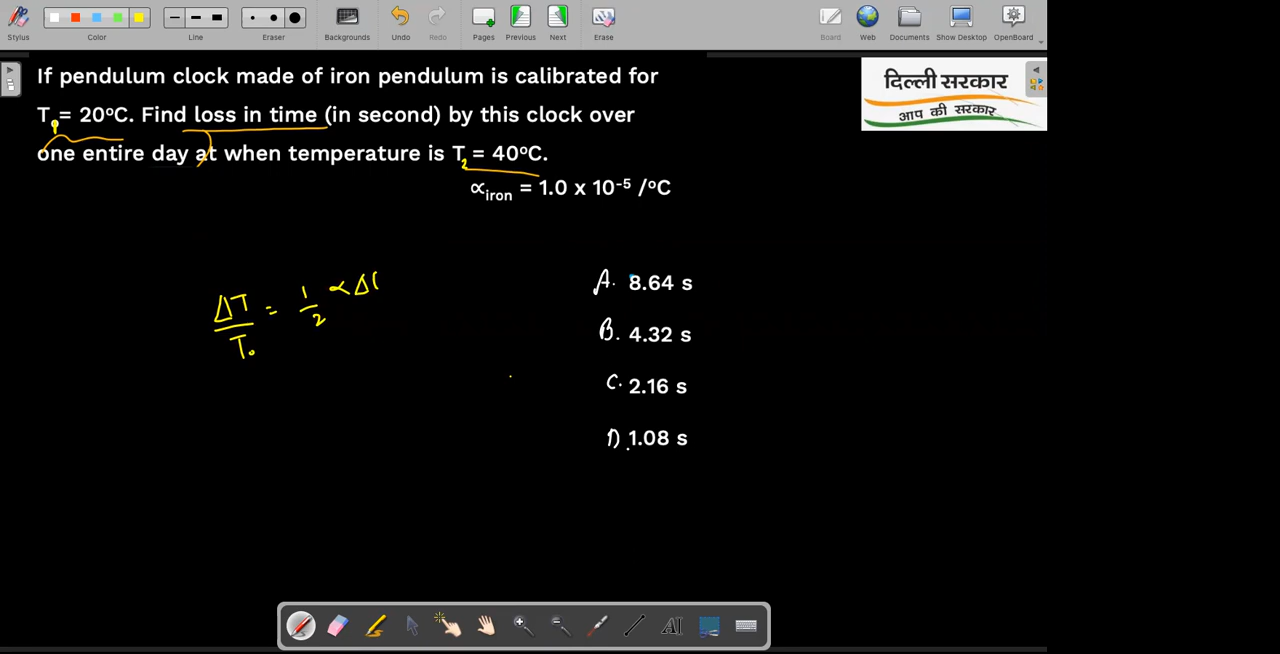 Stylus
Color
Line
Eraser
Backgrounds
Undo
Redo
Pages
Previous
Next
Erase
Board
Web
Documents
Show Desktop
OpenBoard
If pendulum clock made of iron pendulum is calibrated for
T₁ = 20°C. Find loss in time (in second) by this clock over
one entire day at when temperature is T₂ = 40°C.
∝iron = 1.0 x 10⁻⁵ /°C
दिल्ली सरकार
आप की सरकार
ΔT/T₀ = 1/2 ∝ Δ(
A. 8.64 s
B. 4.32 s
C. 2.16 s
D) 1.08 s
AI